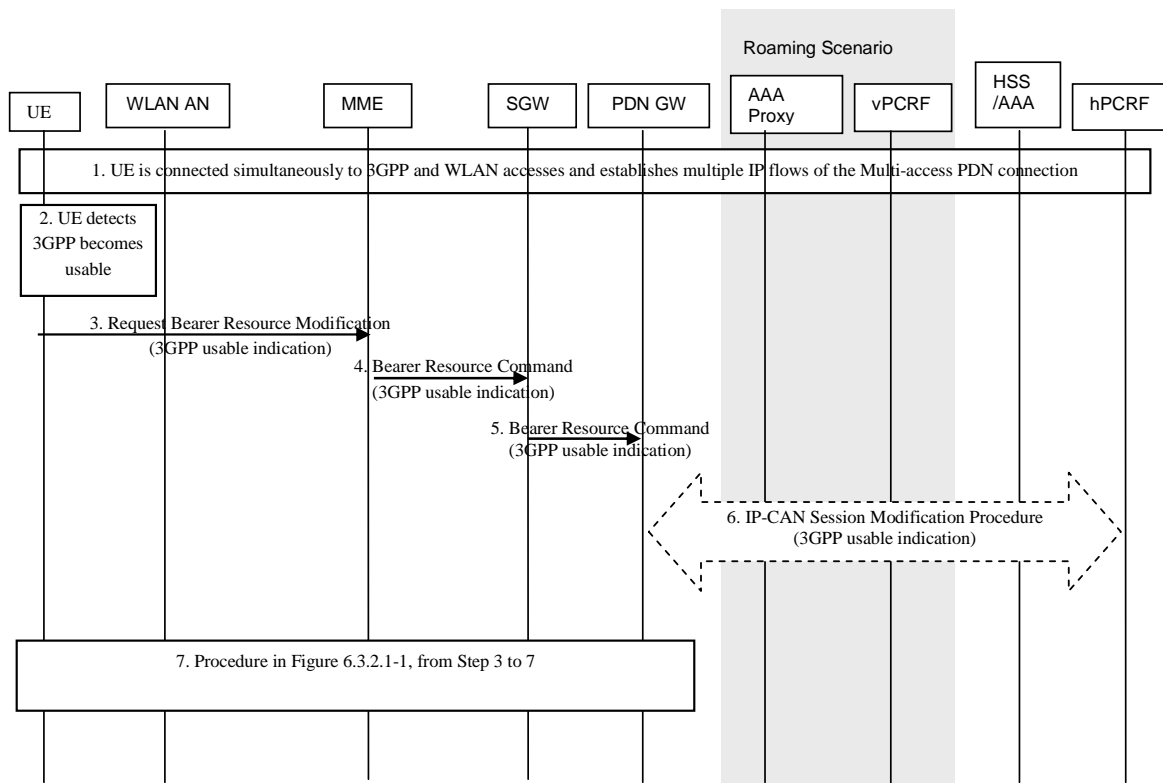 Roaming Scenario
UE
WLAN AN
MME
SGW
PDN GW
AAA
Proxy
vPCRF
HSS
/AAA
hPCRF
1. UE is connected simultaneously to 3GPP and WLAN accesses and establishes multiple IP flows of the Multi-access PDN connection
2. UE detects
3GPP becomes
usable
3. Request Bearer Resource Modification
(3GPP usable indication)
4. Bearer Resource Command
(3GPP usable indication)
5. Bearer Resource Command
(3GPP usable indication)
6. IP-CAN Session Modification Procedure
(3GPP usable indication)
7. Procedure in Figure 6.3.2.1-1, from Step 3 to 7